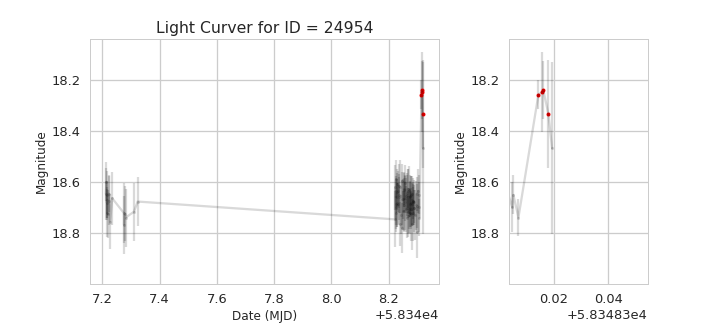 Light Curver for ID = 24954
Magnitude
18.2
18.4
18.6
18.8
7.2 7.4 7.6 7.8 8.0 8.2
Date (MJD) +5.834e4
Magnitude
18.2
18.4
18.6
18.8
0.02 0.04
+5.83483e4